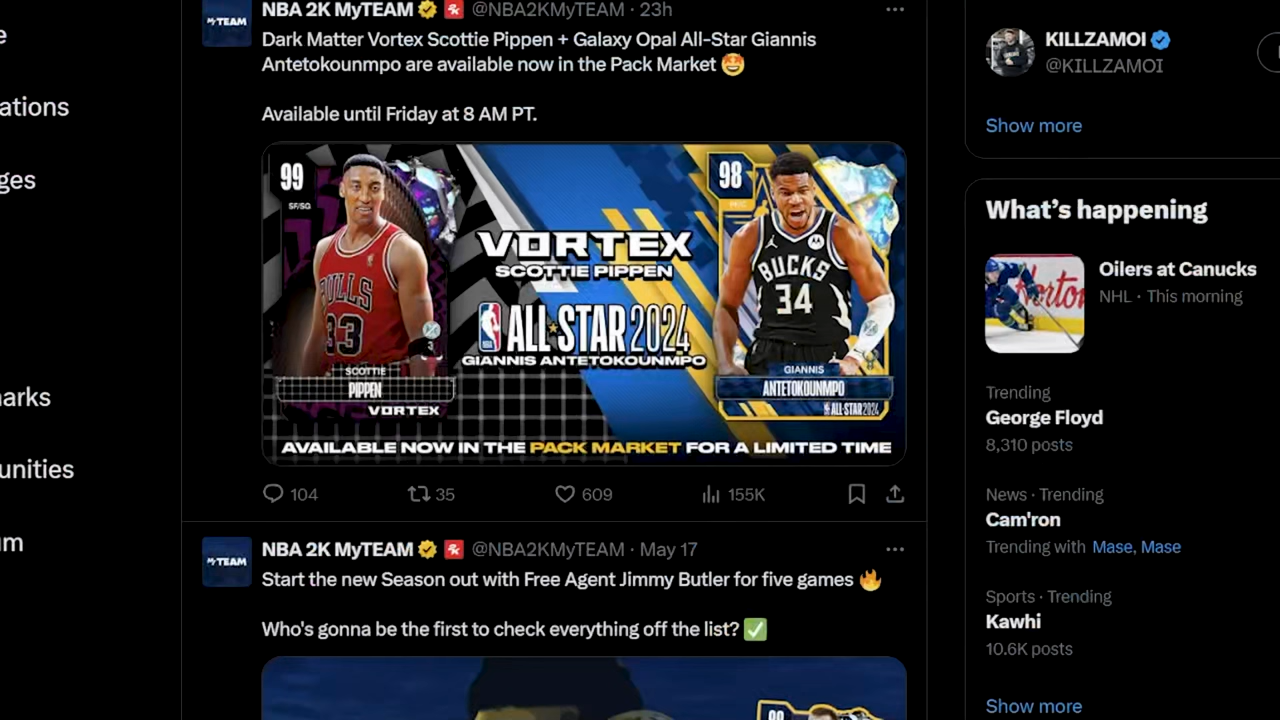 e
ations
ges
arks
unities
um
MyTEAM
NBA 2K MyTEAM @NBA2KMyTEAM · 23h
Dark Matter Vortex Scottie Pippen + Galaxy Opal All-Star Giannis
Antetokounmpo are available now in the Pack Market 🤩
Available until Friday at 8 AM PT.
99
SF/SG
BULLS
33
SCOTTIE
PIPPEN
VORTEX
VORTEX
SCOTTIE PIPPEN
ALL★STAR 2024
GIANNIS ANTETOKOUNMPO
98
PF/C
BUCKS
34
GIANNIS
ANTETOKOUNMPO
ALL★STAR 2024
AVAILABLE NOW IN THE PACK MARKET FOR A LIMITED TIME
104 35 609 155K
MyTEAM
NBA 2K MyTEAM @NBA2KMyTEAM · May 17
Start the new Season out with Free Agent Jimmy Butler for five games 🔥
Who's gonna be the first to check everything off the list? ✅
KILLZAMOI
@KILLZAMOI
Show more
What's happening
Oilers at Canucks
NHL · This morning
Trending
George Floyd
8,310 posts
News · Trending
Cam'ron
Trending with Mase, Mase
Sports · Trending
Kawhi
10.6K posts
Show more